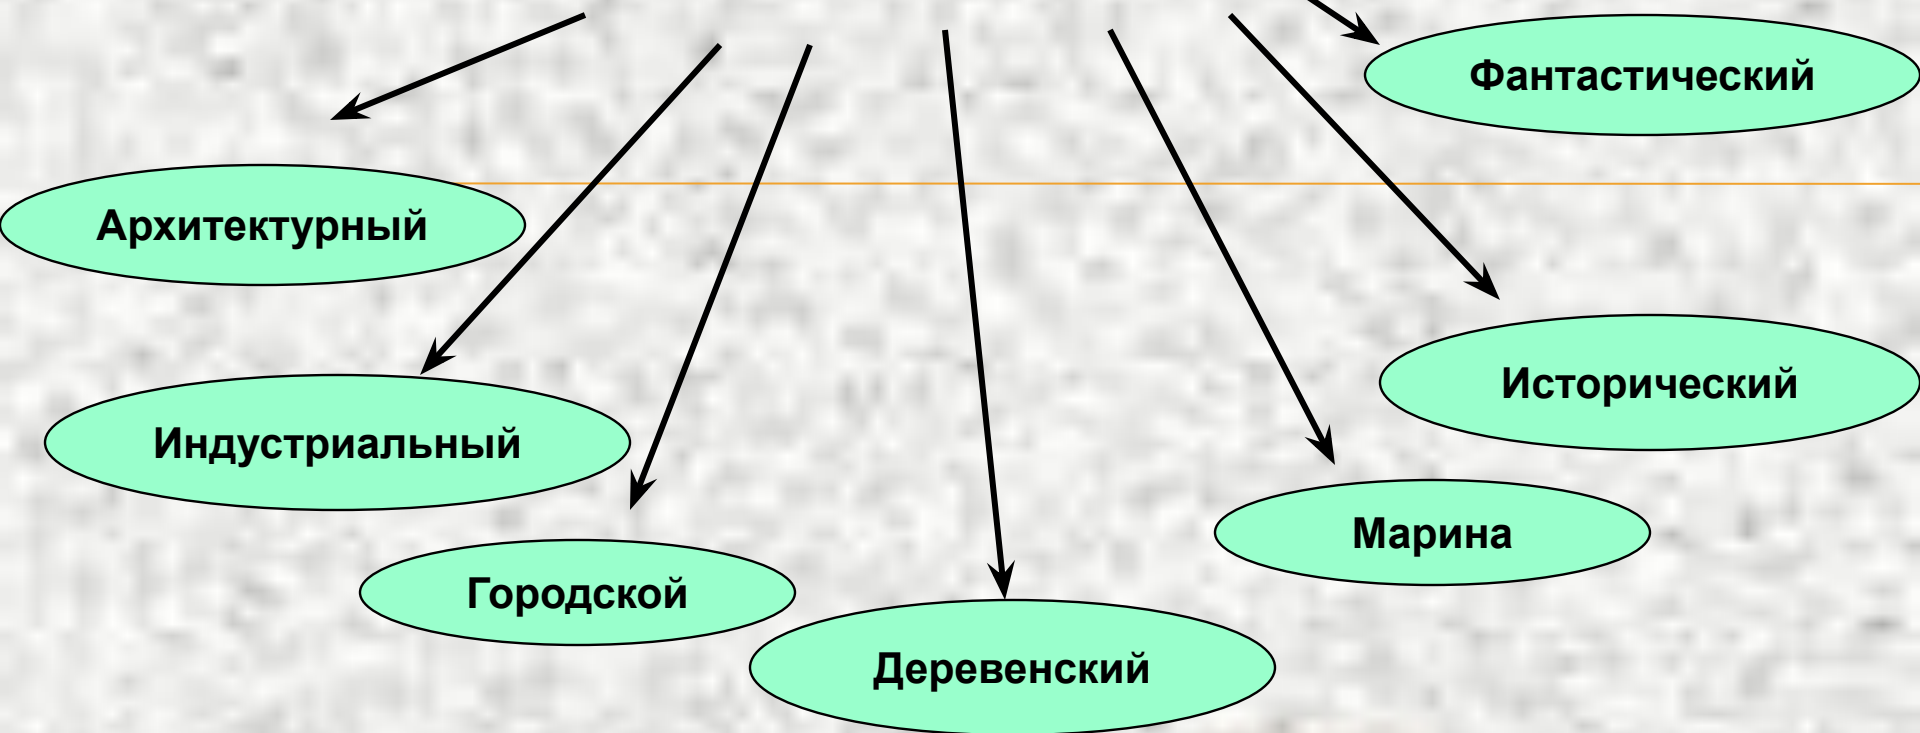 Фантастический
Архитектурный
Исторический
Индустриальный
Марина
Городской
Деревенский